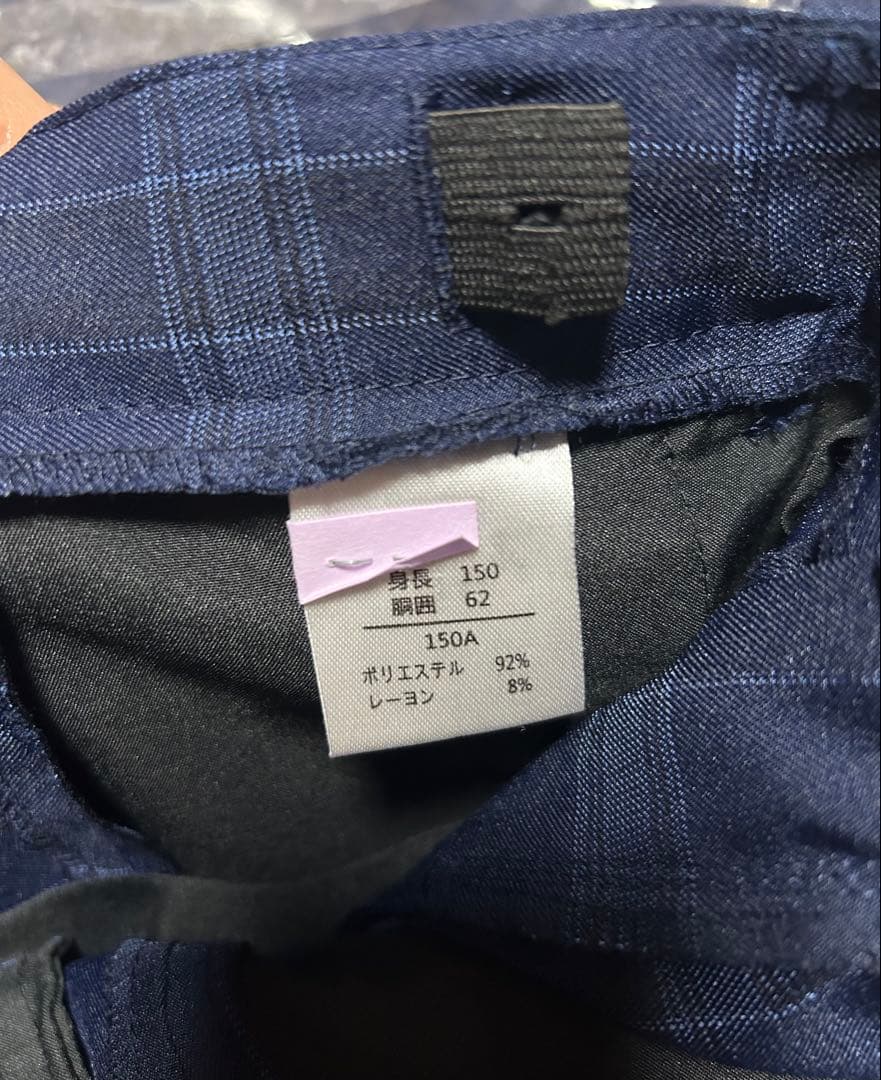 身長 150
胴囲 62
150A
ポリエステル 92%
レーヨン 8%